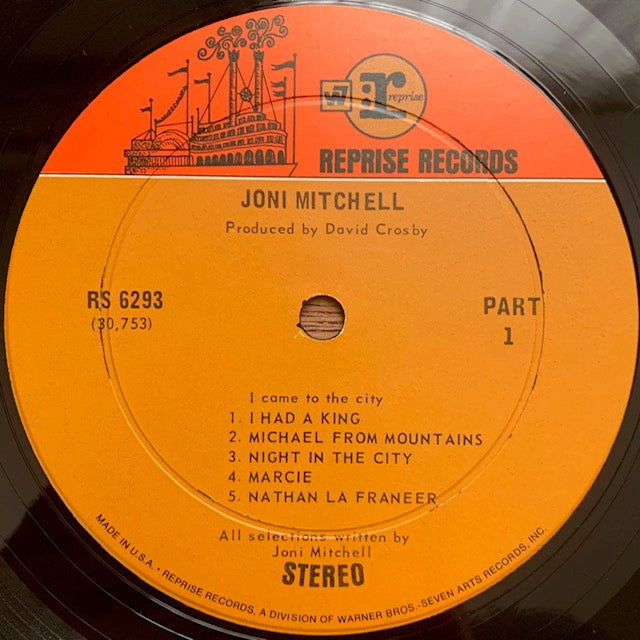 W7 r reprise
REPRISE RECORDS
JONI MITCHELL
Produced by David Crosby
RS 6293
(30,753)
PART
1
I came to the city
1. I HAD A KING
2. MICHAEL FROM MOUNTAINS
3. NIGHT IN THE CITY
4. MARCIE
5. NATHAN LA FRANEER
All selections written by
Joni Mitchell
STEREO
MADE IN U.S.A. • REPRISE RECORDS, A DIVISION OF WARNER BROS.-SEVEN ARTS RECORDS, INC.